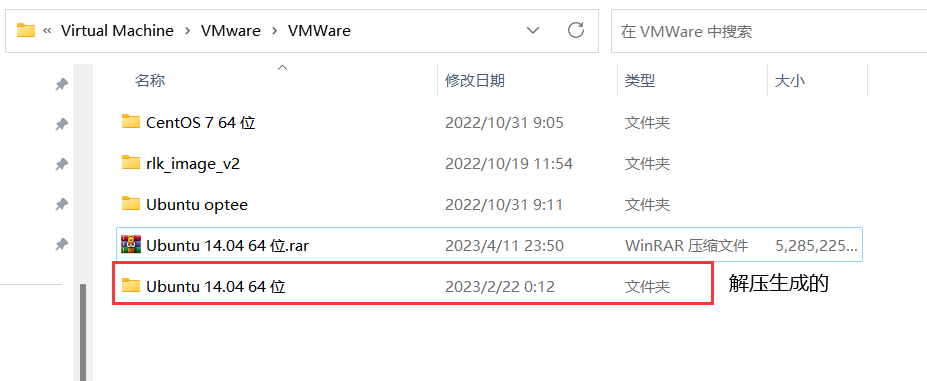 « Virtual Machine > VMware > VMWare
在 VMWare 中搜索
名称 修改日期 类型 大小
CentOS 7 64 位 2022/10/31 9:05 文件夹
rlk_image_v2 2022/10/19 11:54 文件夹
Ubuntu optee 2022/10/31 9:11 文件夹
Ubuntu 14.04 64 位.rar 2023/4/11 23:50 WinRAR 压缩文件 5,285,225...
Ubuntu 14.04 64 位 2023/2/22 0:12 文件夹 解压生成的